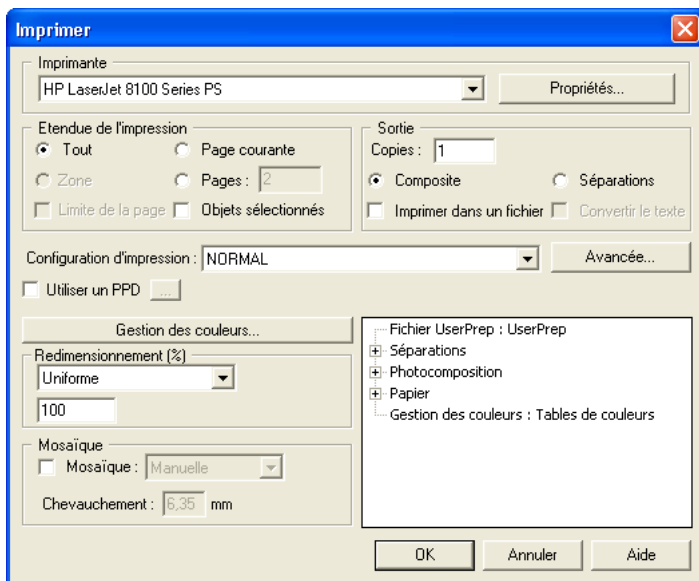 Imprimer
Imprimante
HP LaserJet 8100 Series PS
Propriétés...
Etendue de l'impression
Tout
Page courante
Zone
Pages : 2
Limite de la page
Objets sélectionnés
Sortie
Copies : 1
Composite
Séparations
Imprimer dans un fichier
Convertir le texte
Configuration d'impression : NORMAL
Avancée...
Utiliser un PPD ...
Gestion des couleurs...
Redimensionnement (%)
Uniforme
100
Mosaïque
Mosaïque : Manuelle
Chevauchement : 6,35 mm
Fichier UserPrep : UserPrep
Séparations
Photocomposition
Papier
Gestion des couleurs : Tables de couleurs
OK
Annuler
Aide